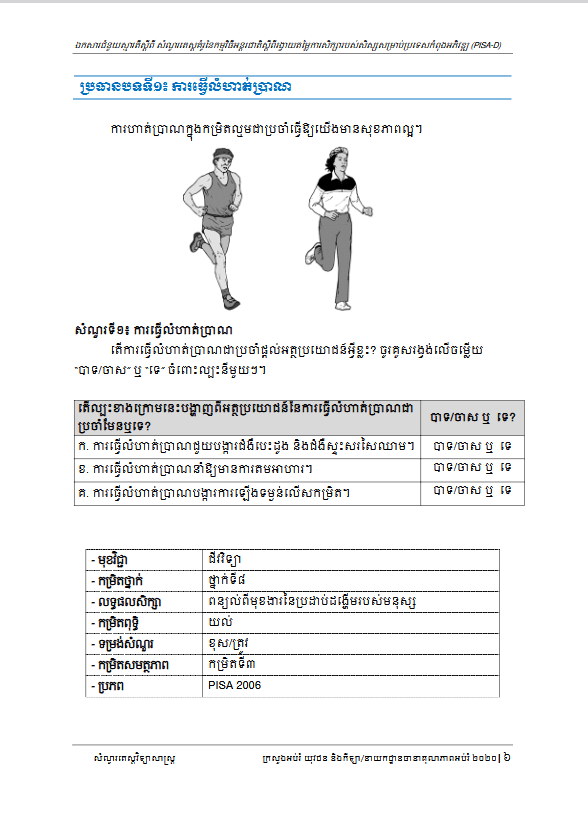 ឯកសារជំនួយស្មារតីស្តីពី សំណួរតេស្តគំរូនៃកម្មវិធីអន្តរជាតិស្តីពីរង្វាយតម្លៃការសិក្សារបស់សិស្សសម្រាប់ប្រទេសកំពុងអភិវឌ្ឍ (PISA-D)
ប្រធានបទទី១៖ ការធ្វើលំហាត់ប្រាណ
ការហាត់ប្រាណក្នុងកម្រិតល្មមជាប្រចាំធ្វើឱ្យយើងមានសុខភាពល្អ។
សំណួរទី១៖ ការធ្វើលំហាត់ប្រាណ
តើការធ្វើលំហាត់ប្រាណជាប្រចាំផ្តល់អត្ថប្រយោជន៍អ្វីខ្លះ? ចូរគូសរង្វង់លើចម្លើយ
"បាទ/ចាស" ឬ "ទេ" ចំពោះល្បះនីមួយៗ។
តើល្បះខាងក្រោមនេះបង្ហាញពីអត្ថប្រយោជន៍នៃការធ្វើលំហាត់ប្រាណជា
ប្រចាំមែនឬទេ?
បាទ/ចាស ឬ ទេ?
ក. ការធ្វើលំហាត់ប្រាណជួយបង្ការជំងឺបេះដូង និងជំងឺស្ទះសរសៃឈាម។ បាទ/ចាស ឬ ទេ
ខ. ការធ្វើលំហាត់ប្រាណនាំឱ្យមានការតមអាហារ។ បាទ/ចាស ឬ ទេ
គ. ការធ្វើលំហាត់ប្រាណបង្ការការឡើងទម្ងន់លើសកម្រិត។ បាទ/ចាស ឬ ទេ
- មុខវិជ្ជា ជីវវិទ្យា
- កម្រិតថ្នាក់ ថ្នាក់ទី៨
- លទ្ធផលសិក្សា ពន្យល់ពីមុខងារនៃប្រដាប់ដង្ហើមរបស់មនុស្ស
- កម្រិតពុទ្ធិ យល់
- ទម្រង់សំណួរ ខុស/ត្រូវ
- កម្រិតសមត្ថភាព កម្រិតទី៣
- ប្រភព PISA 2006
សំណួរតេស្តវិទ្យាសាស្ត្រ ក្រសួងអប់រំ យុវជន និងកីឡា/នាយកដ្ឋានធានាគុណភាពអប់រំ ២០២០| ៦